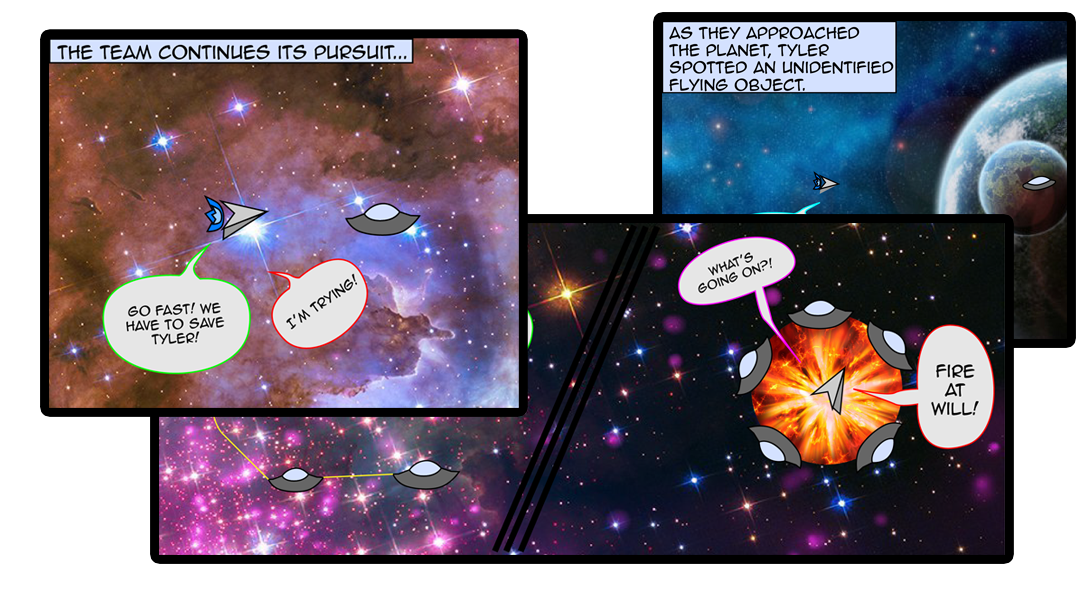 THE TEAM CONTINUES ITS PURSUIT...
GO FAST! WE
HAVE TO SAVE
TYLER!
I'M TRYING!
AS THEY APPROACHED
THE PLANET, TYLER
SPOTTED AN UNIDENTIFIED
FLYING OBJECT.
WHAT'S
GOING ON?!
FIRE
AT
WILL!